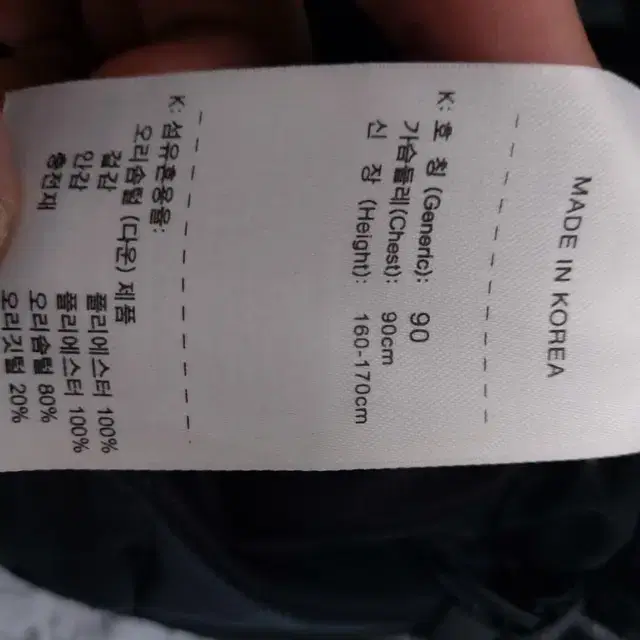 MADE IN KOREA
K: 호 칭 (Generic): 90
가슴둘레(Chest): 90cm
신 장 (Height): 160-170cm
K: 섬유혼용율:
오리솜털 (다운) 제품
겉감 폴리에스터 100%
안감 폴리에스터 100%
충전재 오리솜털 80%
오리깃털 20%